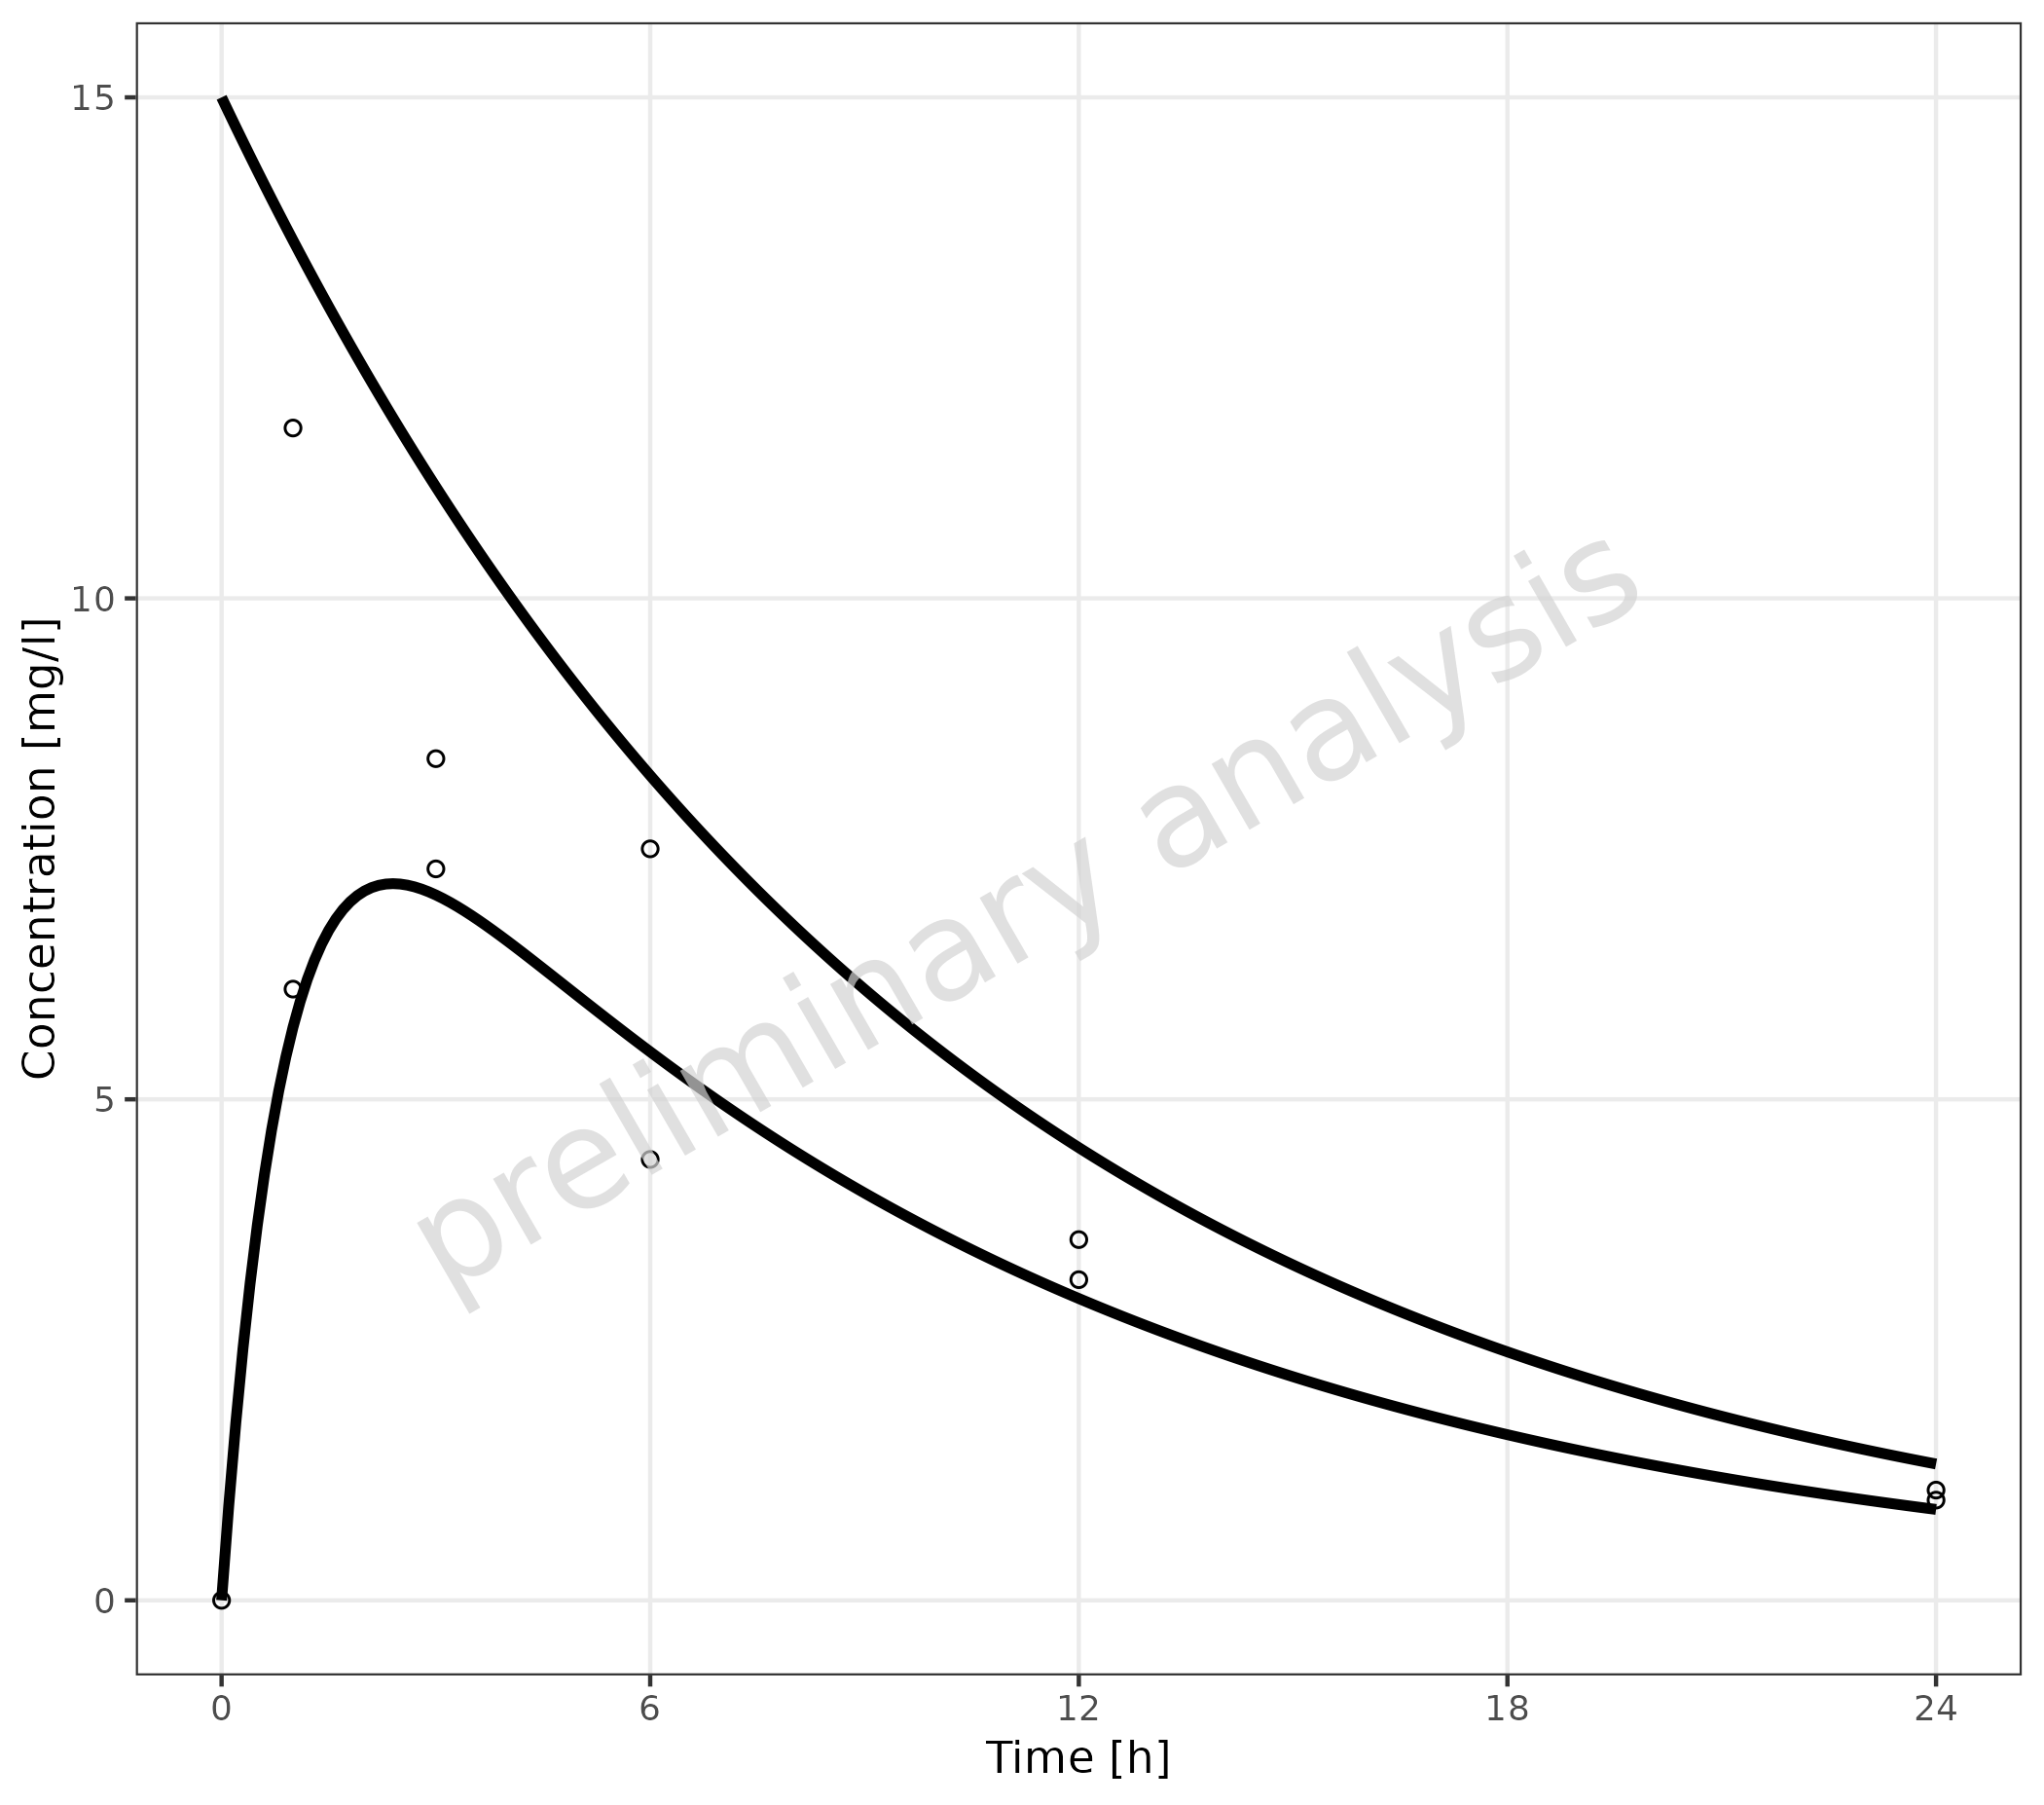 15
10
5
0
Concentration [mg/l]
preliminary analysis
0 6 12 18 24
Time [h]